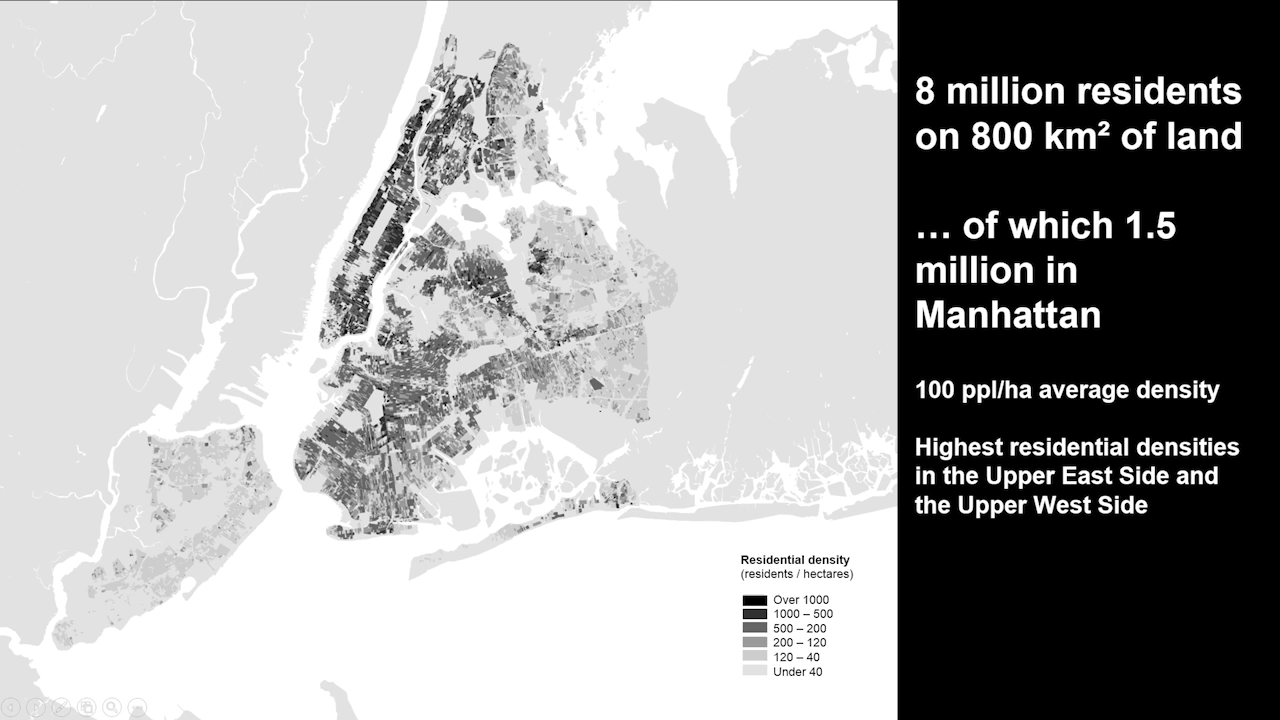 8 million residents
on 800 km² of land
… of which 1.5
million in
Manhattan
100 ppl/ha average density
Highest residential densities
in the Upper East Side and
the Upper West Side
Residential density
(residents / hectares)
Over 1000
1000 – 500
500 – 200
200 – 120
120 – 40
Under 40